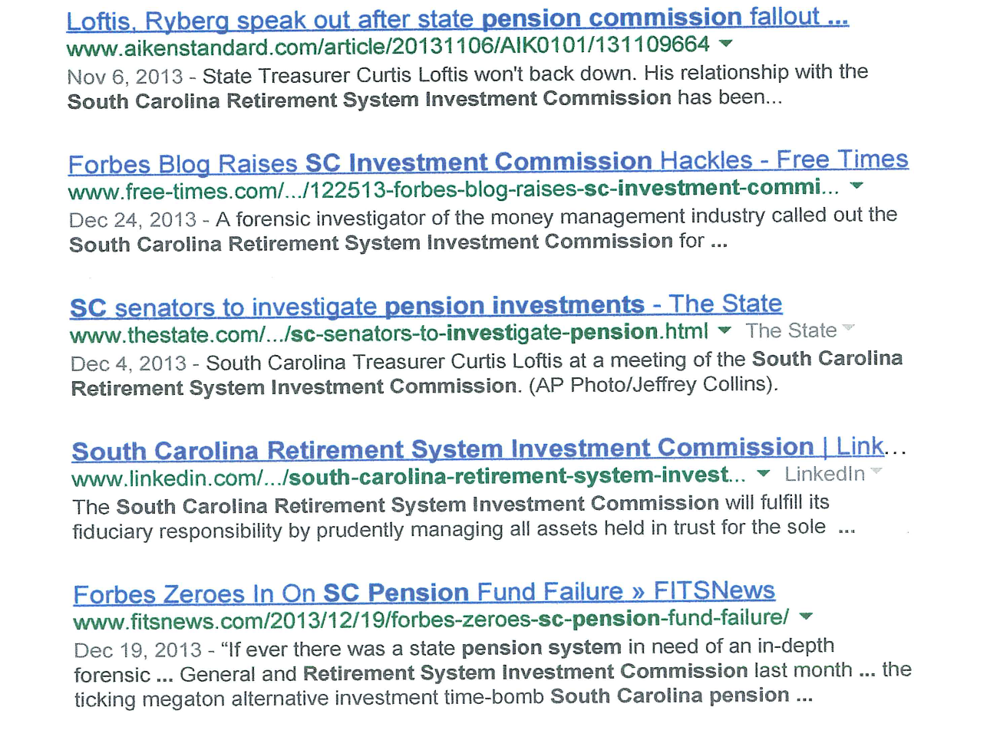 Loftis, Ryberg speak out after state pension commission fallout ...
www.aikenstandard.com/article/20131106/AIK0101/131109664
Nov 6, 2013 - State Treasurer Curtis Loftis won't back down. His relationship with the
South Carolina Retirement System Investment Commission has been...
Forbes Blog Raises SC Investment Commission Hackles - Free Times
www.free-times.com/.../122513-forbes-blog-raises-sc-investment-commi...
Dec 24, 2013 - A forensic investigator of the money management industry called out the
South Carolina Retirement System Investment Commission for ...
SC senators to investigate pension investments - The State
www.thestate.com/.../sc-senators-to-investigate-pension.html The State
Dec 4, 2013 - South Carolina Treasurer Curtis Loftis at a meeting of the South Carolina
Retirement System Investment Commission. (AP Photo/Jeffrey Collins).
South Carolina Retirement System Investment Commission | Link...
www.linkedin.com/.../south-carolina-retirement-system-invest... LinkedIn
The South Carolina Retirement System Investment Commission will fulfill its
fiduciary responsibility by prudently managing all assets held in trust for the sole ...
Forbes Zeroes In On SC Pension Fund Failure » FITSNews
www.fitsnews.com/2013/12/19/forbes-zeroes-sc-pension-fund-failure/
Dec 19, 2013 - “If ever there was a state pension system in need of an in-depth
forensic ... General and Retirement System Investment Commission last month ... the
ticking megaton alternative investment time-bomb South Carolina pension ...